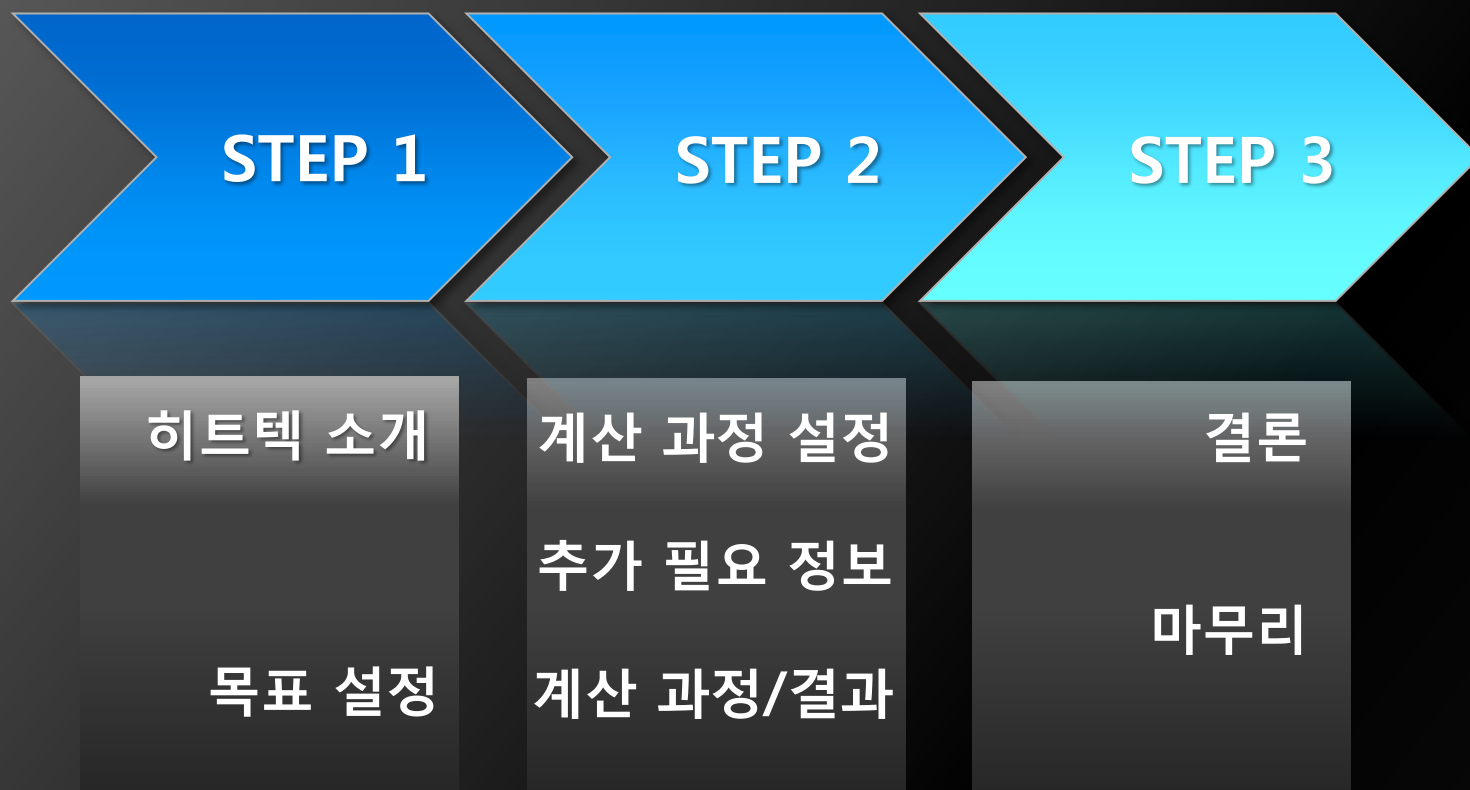 STEP 1
STEP 2
STEP 3
히트텍 소개
목표 설정
계산 과정 설정
추가 필요 정보
계산 과정/결과
결론
마무리